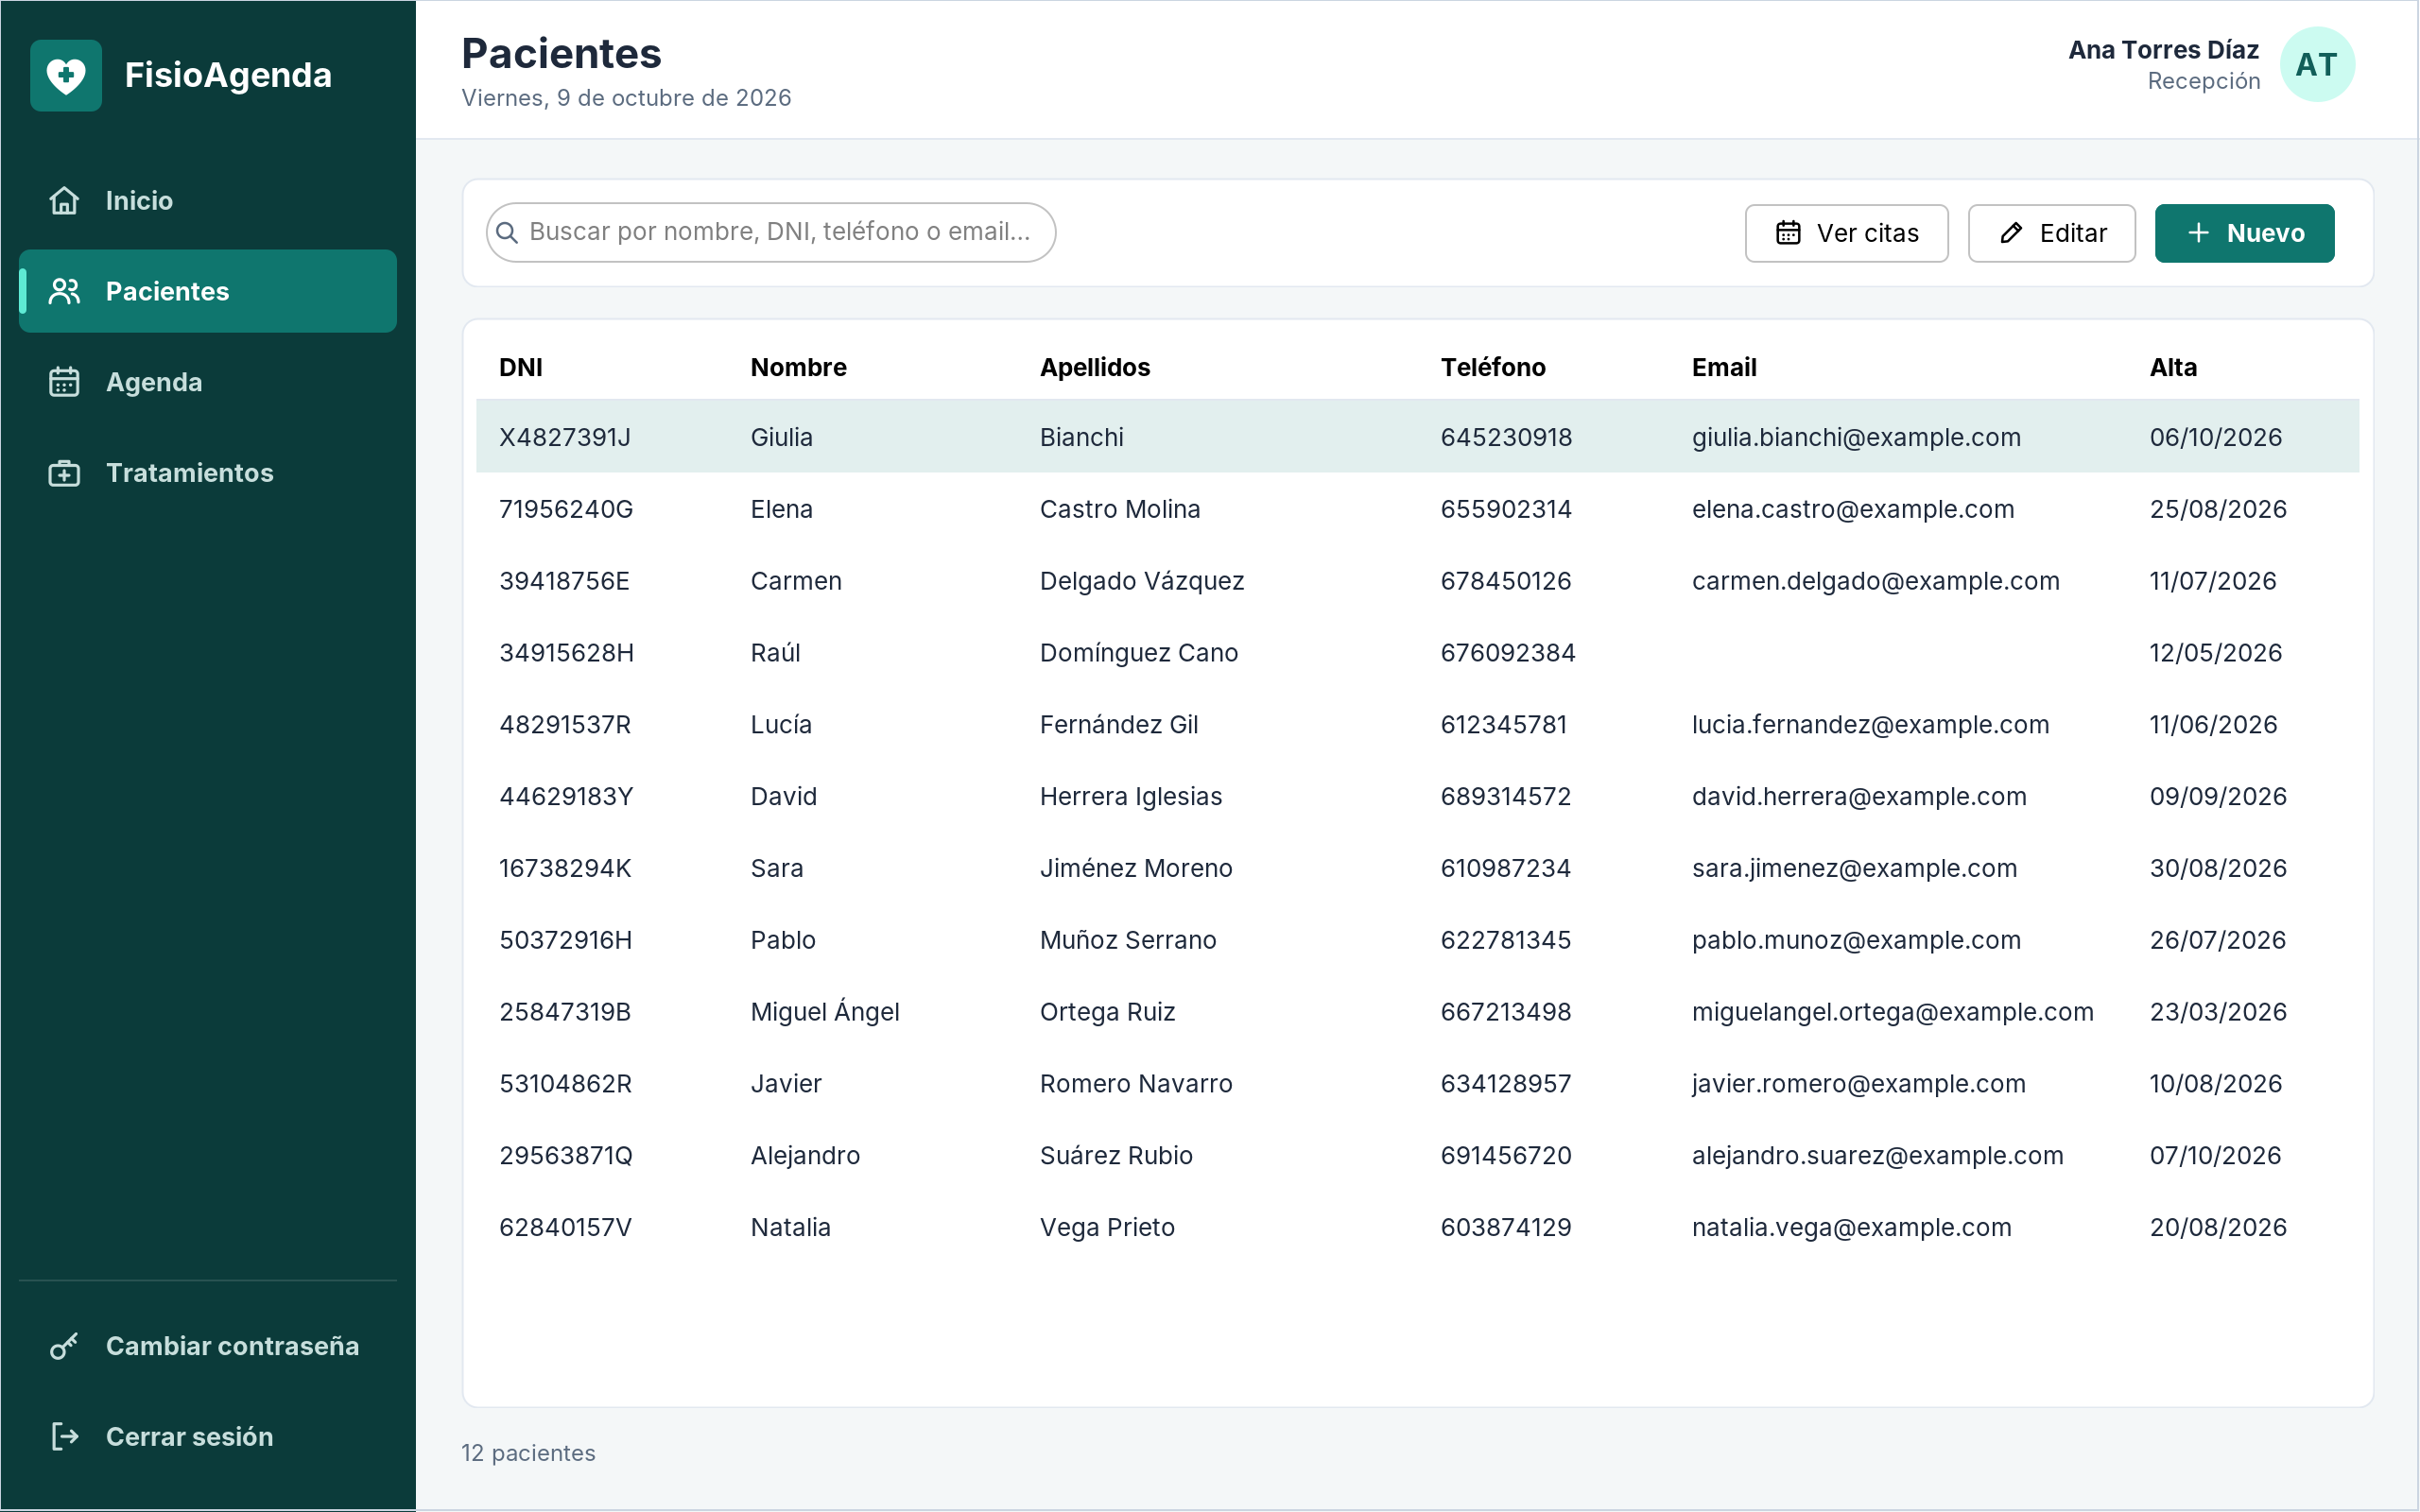 FisioAgenda
Inicio
Pacientes
Agenda
Tratamientos
Cambiar contraseña
Cerrar sesión
Pacientes
Viernes, 9 de octubre de 2026
Ana Torres Díaz
Recepción
AT
Buscar por nombre, DNI, teléfono o email...
Ver citas
Editar
Nuevo
DNI Nombre Apellidos Teléfono Email Alta
X4827391J Giulia Bianchi 645230918 giulia.bianchi@example.com 06/10/2026
71956240G Elena Castro Molina 655902314 elena.castro@example.com 25/08/2026
39418756E Carmen Delgado Vázquez 678450126 carmen.delgado@example.com 11/07/2026
34915628H Raúl Domínguez Cano 676092384 12/05/2026
48291537R Lucía Fernández Gil 612345781 lucia.fernandez@example.com 11/06/2026
44629183Y David Herrera Iglesias 689314572 david.herrera@example.com 09/09/2026
16738294K Sara Jiménez Moreno 610987234 sara.jimenez@example.com 30/08/2026
50372916H Pablo Muñoz Serrano 622781345 pablo.munoz@example.com 26/07/2026
25847319B Miguel Ángel Ortega Ruiz 667213498 miguelangel.ortega@example.com 23/03/2026
53104862R Javier Romero Navarro 634128957 javier.romero@example.com 10/08/2026
29563871Q Alejandro Suárez Rubio 691456720 alejandro.suarez@example.com 07/10/2026
62840157V Natalia Vega Prieto 603874129 natalia.vega@example.com 20/08/2026
12 pacientes